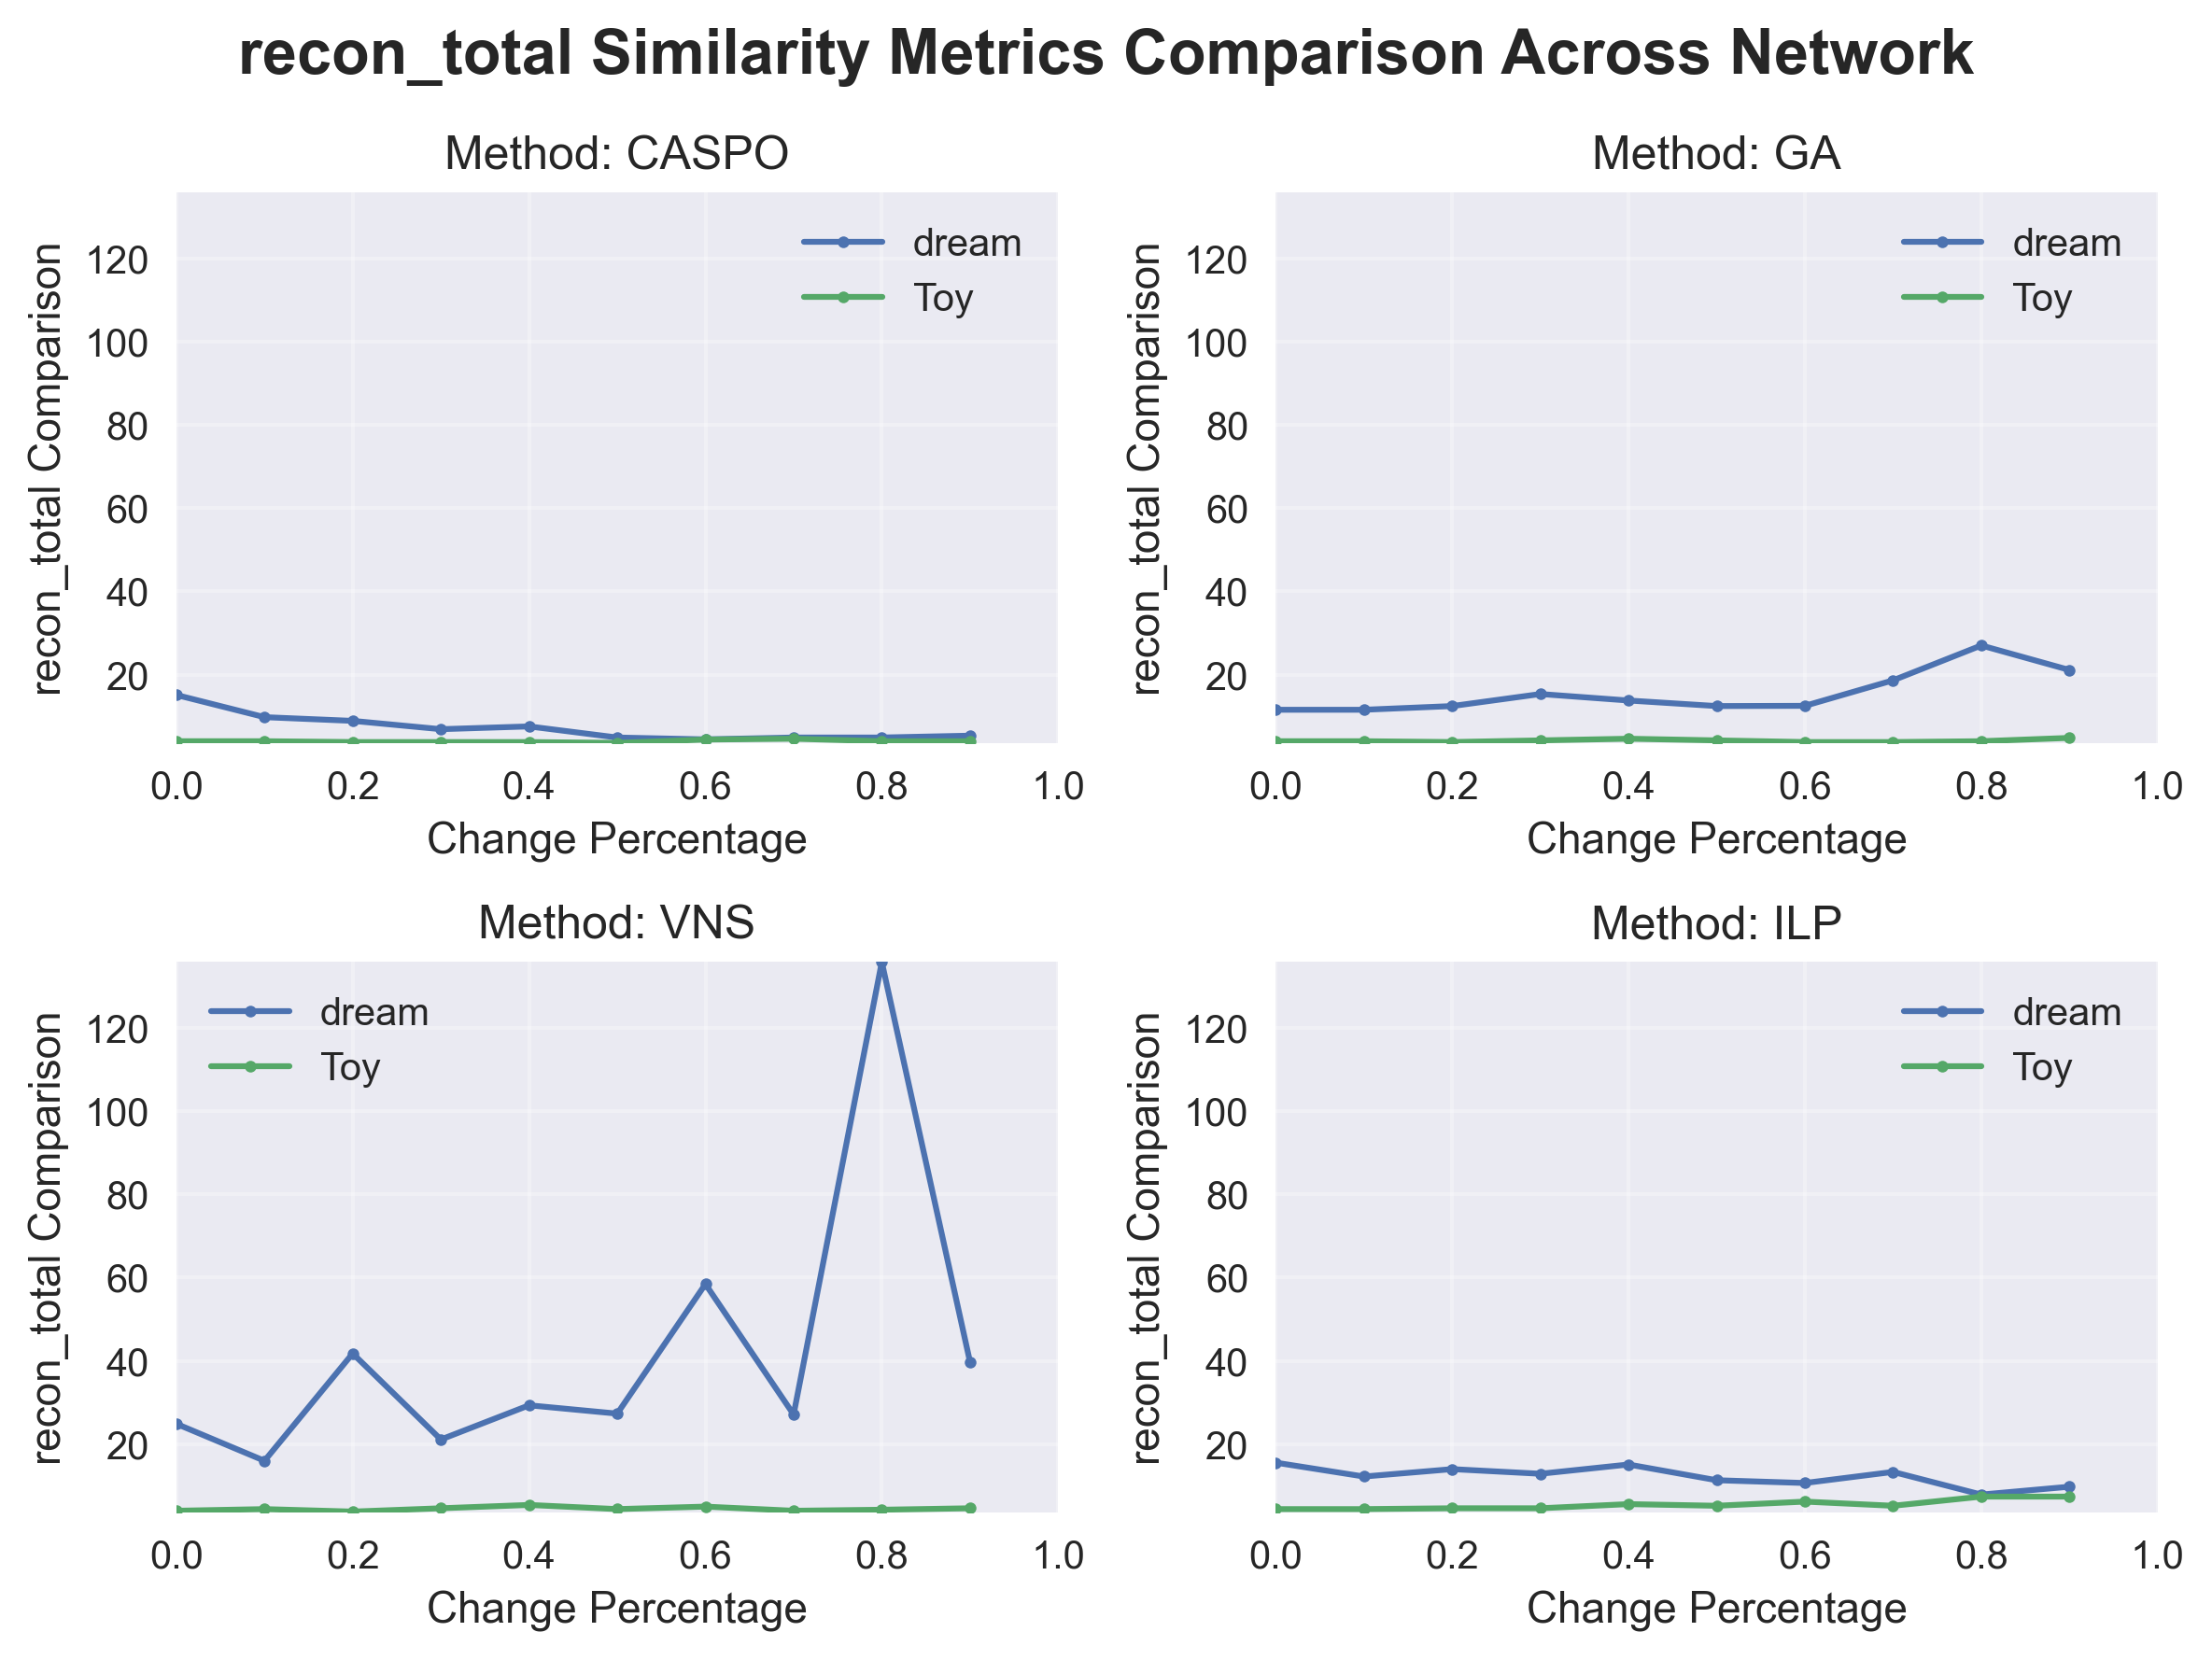 recon_total Similarity Metrics Comparison Across Network
Method: CASPO
recon_total Comparison
120
100
80
60
40
20
dream
Toy
0.0 0.2 0.4 0.6 0.8 1.0
Change Percentage
Method: GA
recon_total Comparison
120
100
80
60
40
20
dream
Toy
0.0 0.2 0.4 0.6 0.8 1.0
Change Percentage
Method: VNS
recon_total Comparison
120
100
80
60
40
20
dream
Toy
0.0 0.2 0.4 0.6 0.8 1.0
Change Percentage
Method: ILP
recon_total Comparison
120
100
80
60
40
20
dream
Toy
0.0 0.2 0.4 0.6 0.8 1.0
Change Percentage